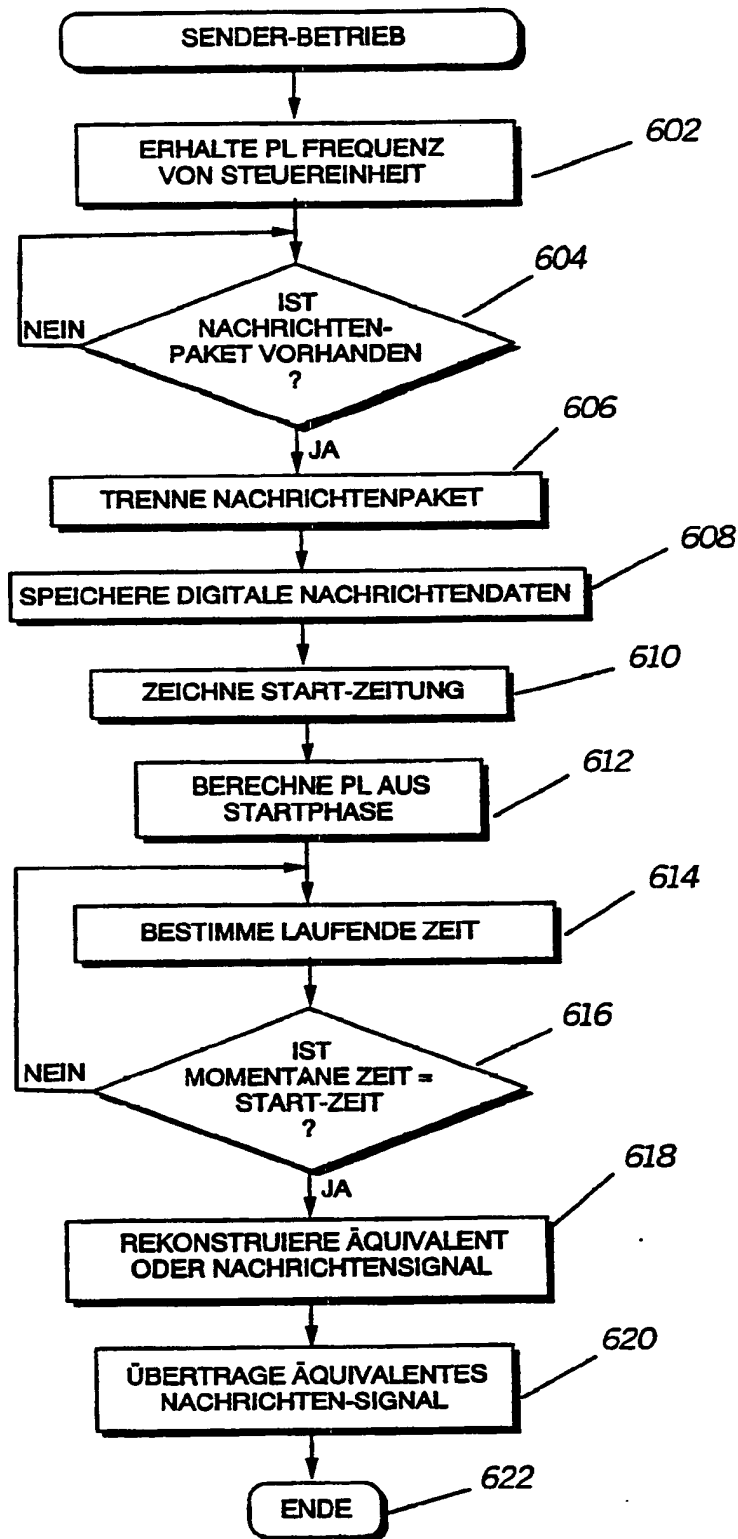 SENDER-BETRIEB
ERHALTE PL FREQUENZ
VON STEUEREINHEIT
602
604
IST
NACHRICHTEN-
PAKET VORHANDEN
?
NEIN
JA
606
TRENNE NACHRICHTENPAKET
608
SPEICHERE DIGITALE NACHRICHTENDATEN
610
ZEICHNE START-ZEITUNG
612
BERECHNE PL AUS
STARTPHASE
614
BESTIMME LAUFENDE ZEIT
616
IST
MOMENTANE ZEIT =
START-ZEIT
?
NEIN
JA
618
REKONSTRUIERE ÄQUIVALENT
ODER NACHRICHTENSIGNAL
620
ÜBERTRAGE ÄQUIVALENTES
NACHRICHTEN-SIGNAL
622
ENDE